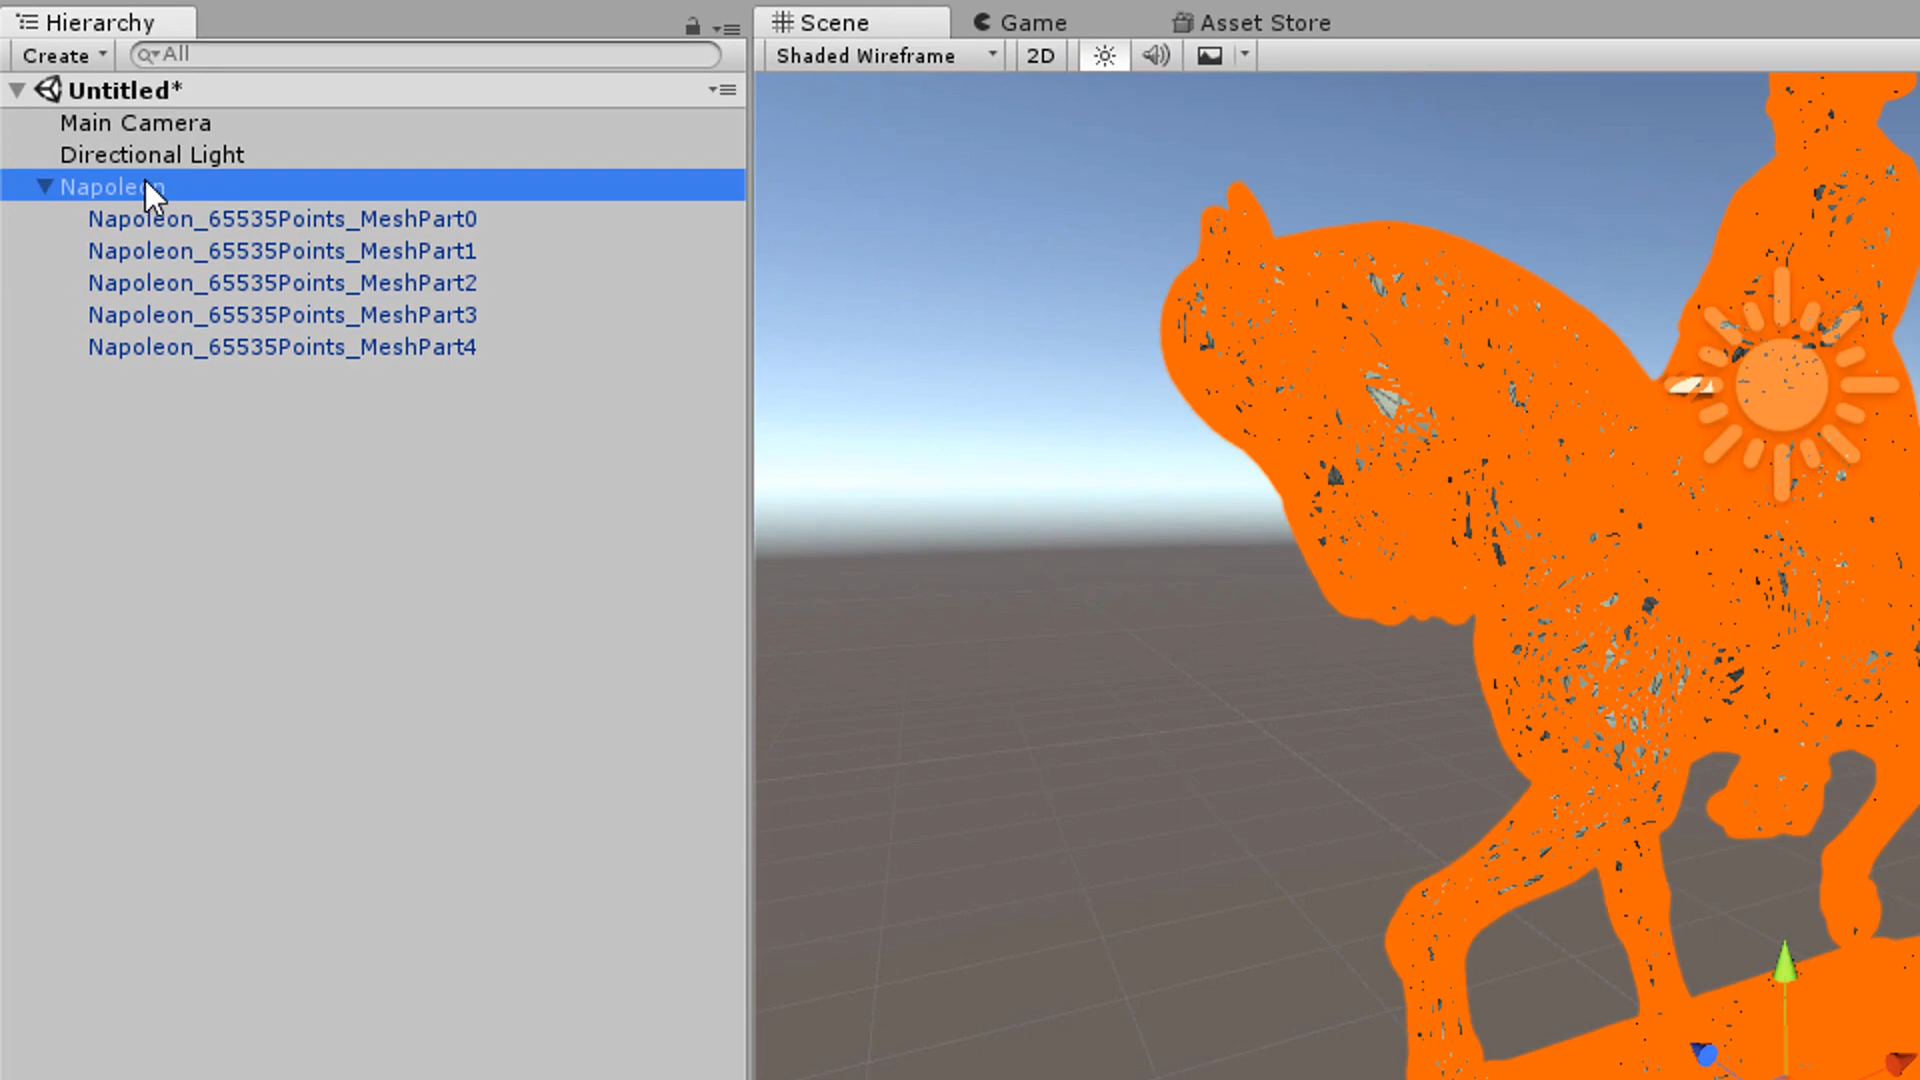 Hierarchy
Create
All
Untitled*
Main Camera
Directional Light
Napoleon
Napoleon_65535Points_MeshPart0
Napoleon_65535Points_MeshPart1
Napoleon_65535Points_MeshPart2
Napoleon_65535Points_MeshPart3
Napoleon_65535Points_MeshPart4
Scene
Game
Asset Store
Shaded Wireframe
2D